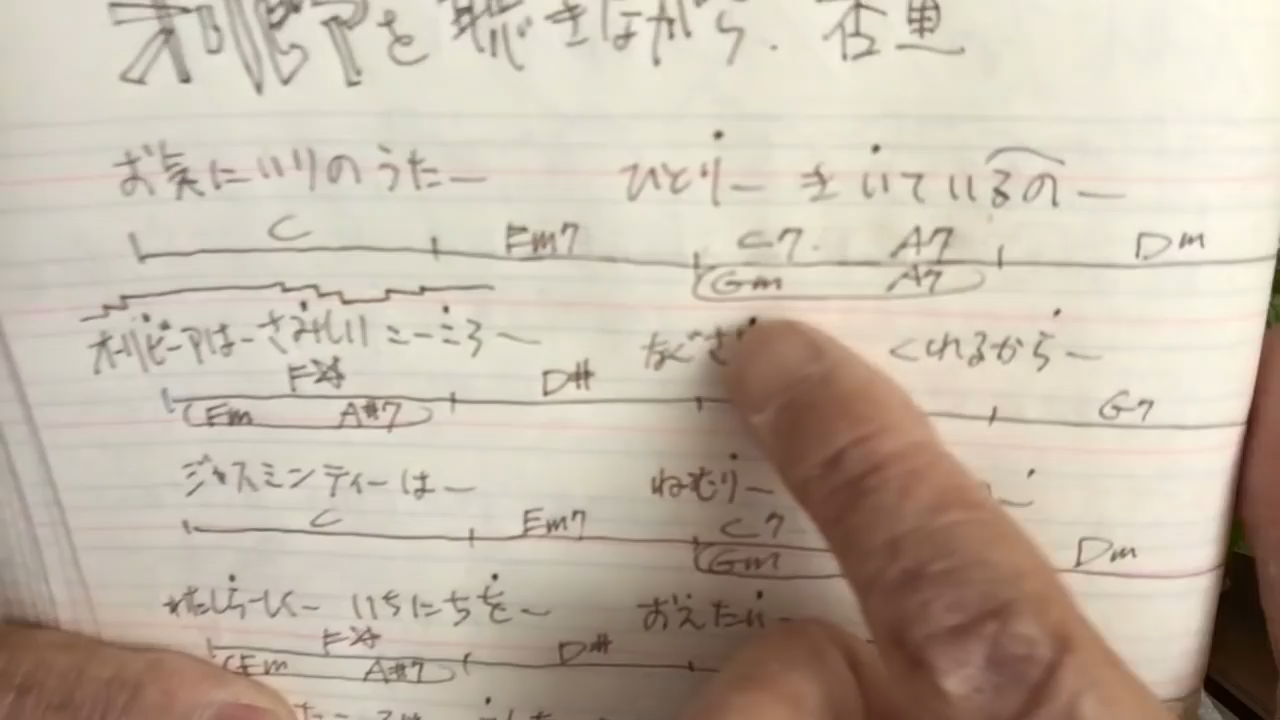 オリビアを聴きながら. 杏里
お気にいりのうたー ひとりー きいているのー
C Em7 C7. A7 Dm
Gm A7
オーリビーアはーさみしいこーころー なぐさ くれるからー
F D# G7
Em A#7
ジャスミンティーはー ねむりー
C Em7 C7 Dm
Gm
わたしらーしくー いちにちをー おえたいー
F D#
Em A#7